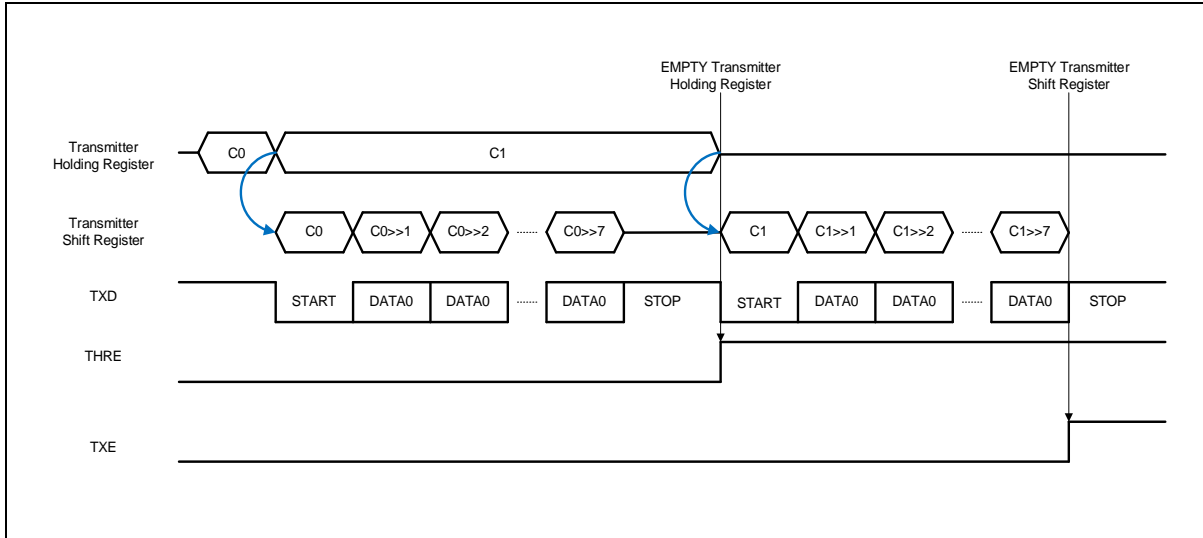 EMPTY Transmitter
Holding Register
EMPTY Transmitter
Shift Register
Transmitter
Holding Register
C0
C1
Transmitter
Shift Register
C0
C0>>1
C0>>2
........
C0>>7
C1
C1>>1
C1>>2
........
C1>>7
TXD
START
DATA0
DATA0
........
DATA0
STOP
START
DATA0
DATA0
........
DATA0
STOP
THRE
TXE